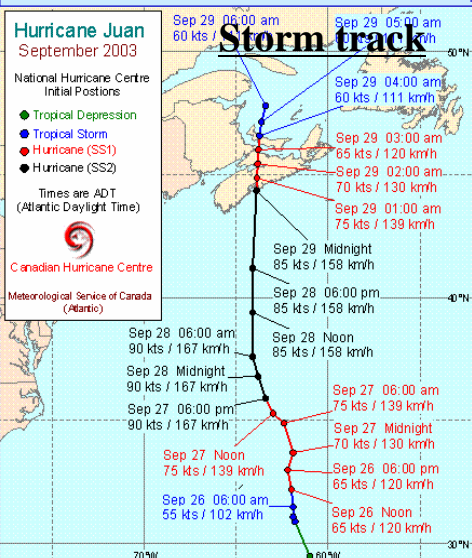 Hurricane Juan
September 2003
National Hurricane Centre
Initial Postions
Tropical Depression
Tropical Storm
Hurricane (SS1)
Hurricane (SS2)
Times are ADT
(Atlantic Daylight Time)
Canadian Hurricane Centre
Meteorological Service of Canada
(Atlantic)
Storm track
Sep 29 06:00 am
60 kts /
Sep 29 05:00 am
50°N
Sep 29 04:00 am
60 kts / 111 km/h
Sep 29 03:00 am
65 kts / 120 km/h
Sep 29 02:00 am
70 kts / 130 km/h
Sep 29 01:00 am
75 kts / 139 km/h
Sep 29 Midnight
85 kts / 158 km/h
Sep 28 06:00 pm
85 kts / 158 km/h
40°N
Sep 28 Noon
85 kts / 158 km/h
Sep 28 06:00 am
90 kts / 167 km/h
Sep 28 Midnight
90 kts / 167 km/h
Sep 27 06:00 pm
90 kts / 167 km/h
Sep 27 06:00 am
75 kts / 139 km/h
Sep 27 Midnight
70 kts / 130 km/h
Sep 27 Noon
75 kts / 139 km/h
Sep 26 06:00 pm
65 kts / 120 km/h
Sep 26 06:00 am
55 kts / 102 km/h
Sep 26 Noon
65 kts / 120 km/h
30°N
70°W
60°W